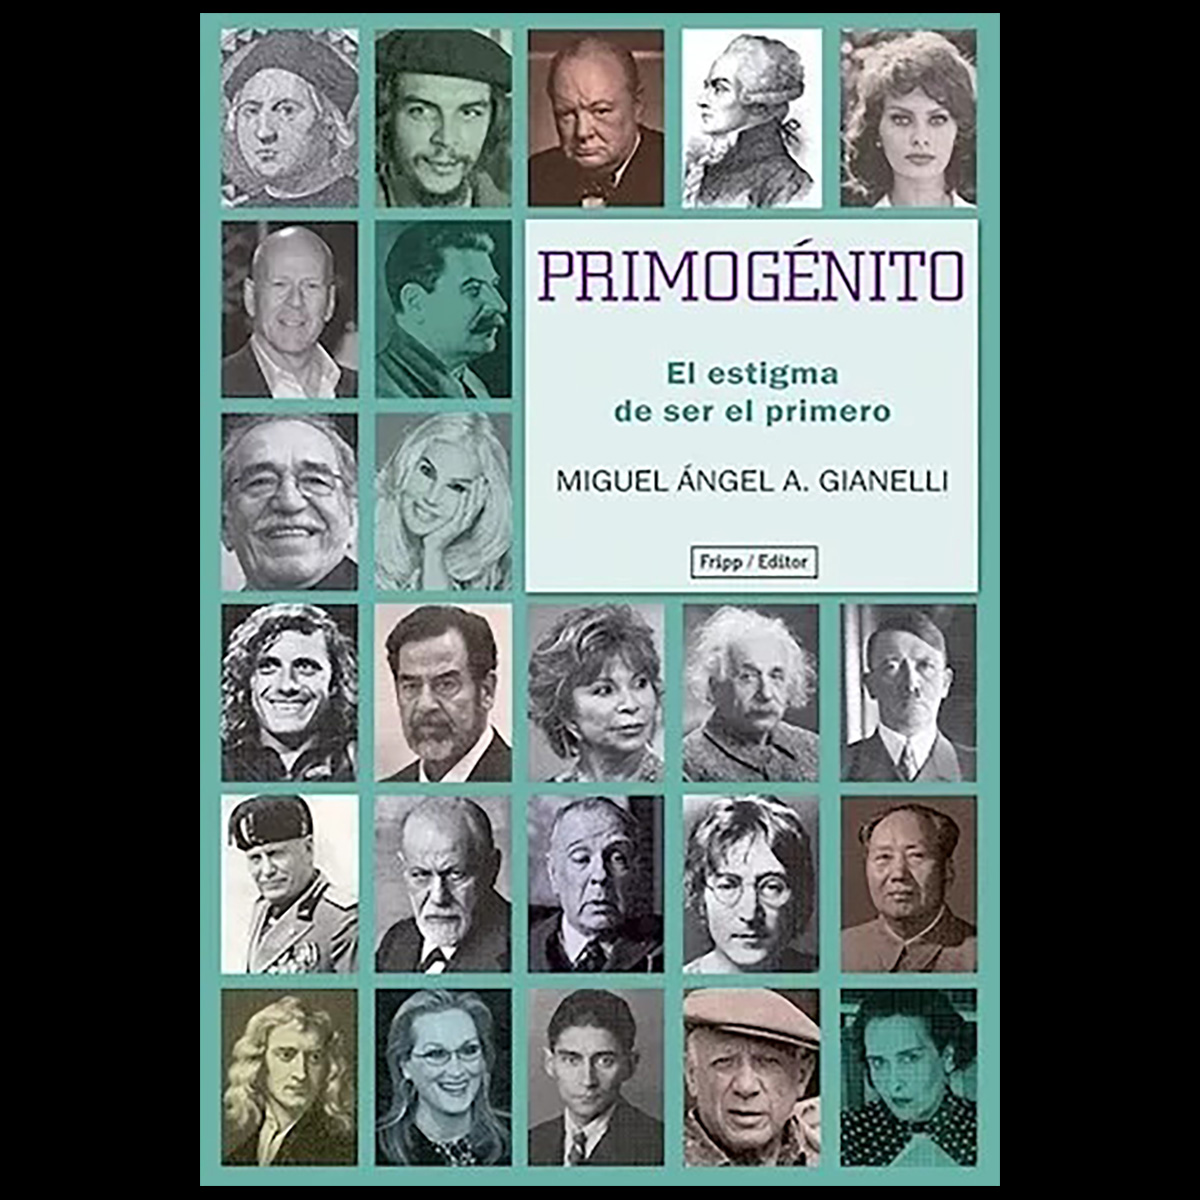 PRIMOGÉNITO
El estigma
de ser el primero
MIGUEL ÁNGEL A. GIANELLI
Fripp / Editor